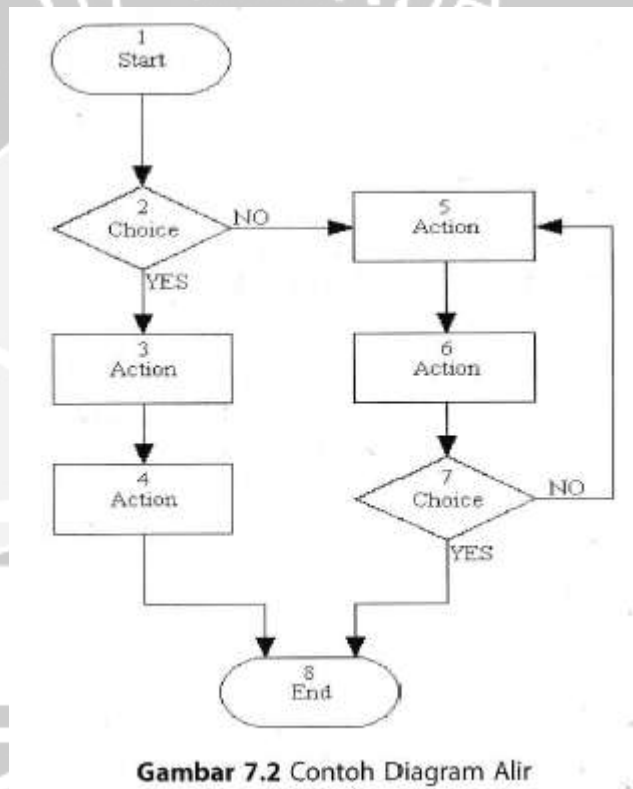 1
Start
2
Choice
NO
YES
3
Action
4
Action
5
Action
6
Action
7
Choice
NO
YES
8
End
Gambar 7.2 Contoh Diagram Alir